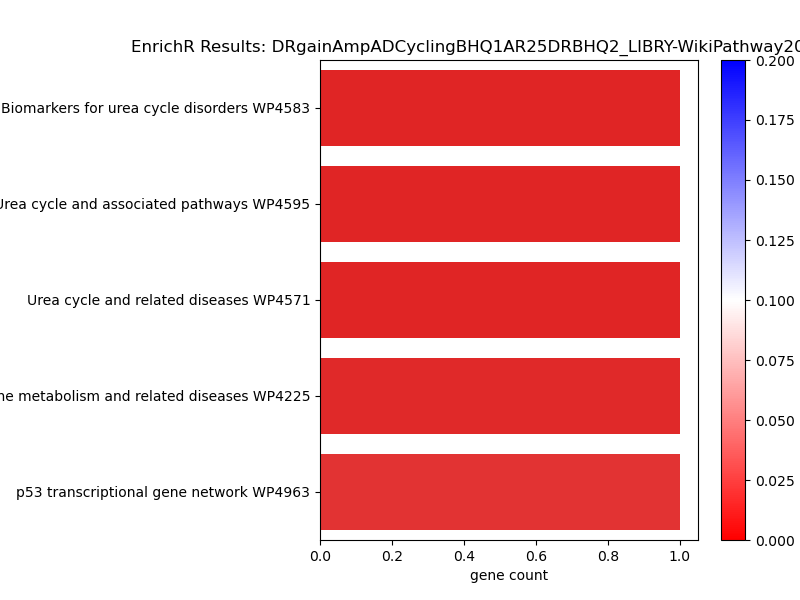 EnrichR Results: DRgainAmpADCyclingBHQ1AR25DRBHQ2_LIBRY-WikiPathway20
Biomarkers for urea cycle disorders WP4583
Urea cycle and associated pathways WP4595
Urea cycle and related diseases WP4571
ne metabolism and related diseases WP4225
p53 transcriptional gene network WP4963
0.0 0.2 0.4 0.6 0.8 1.0
gene count
0.200
0.175
0.150
0.125
0.100
0.075
0.050
0.025
0.000